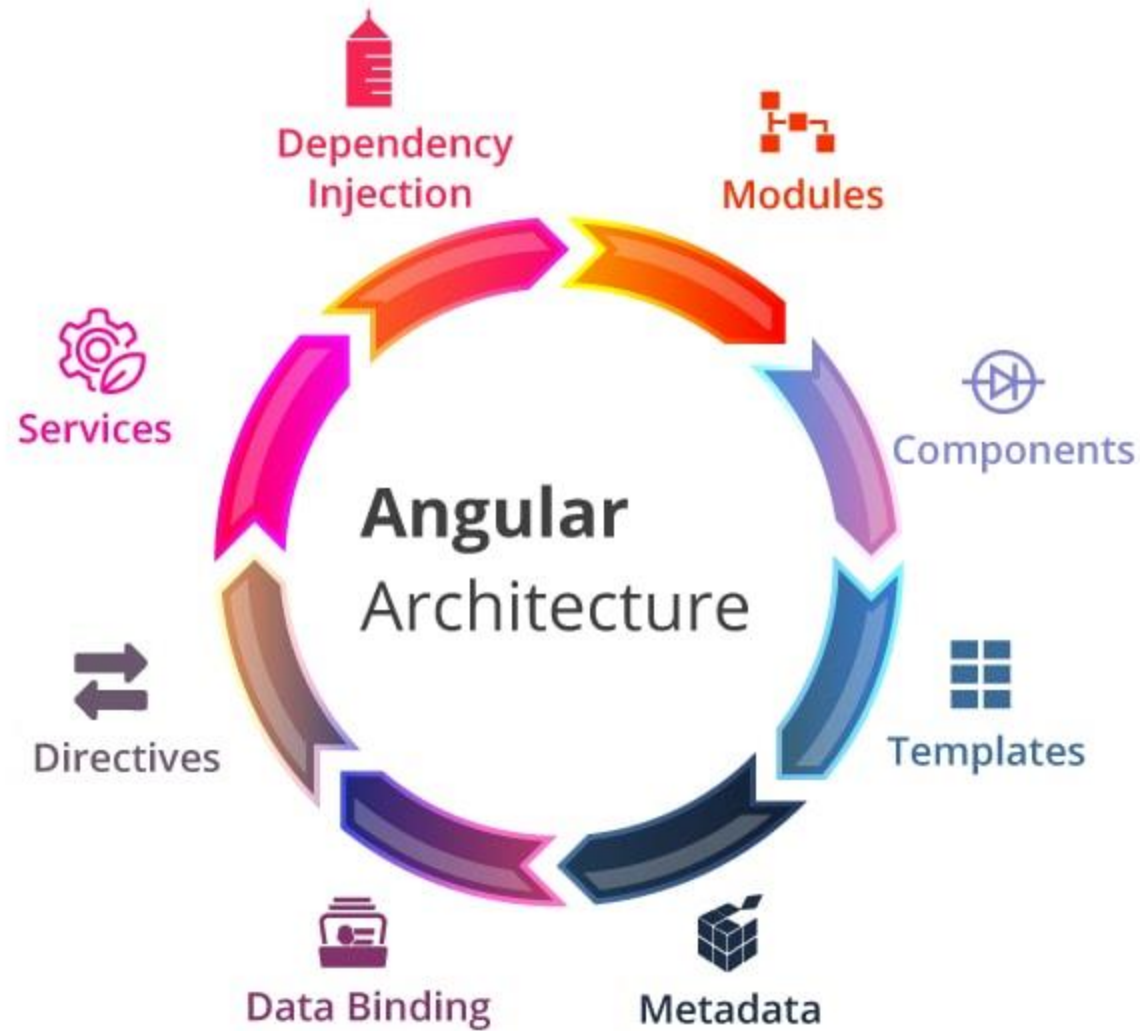 Dependency
Injection
Modules
Services
Components
Angular
Architecture
Directives
Templates
Data Binding
Metadata